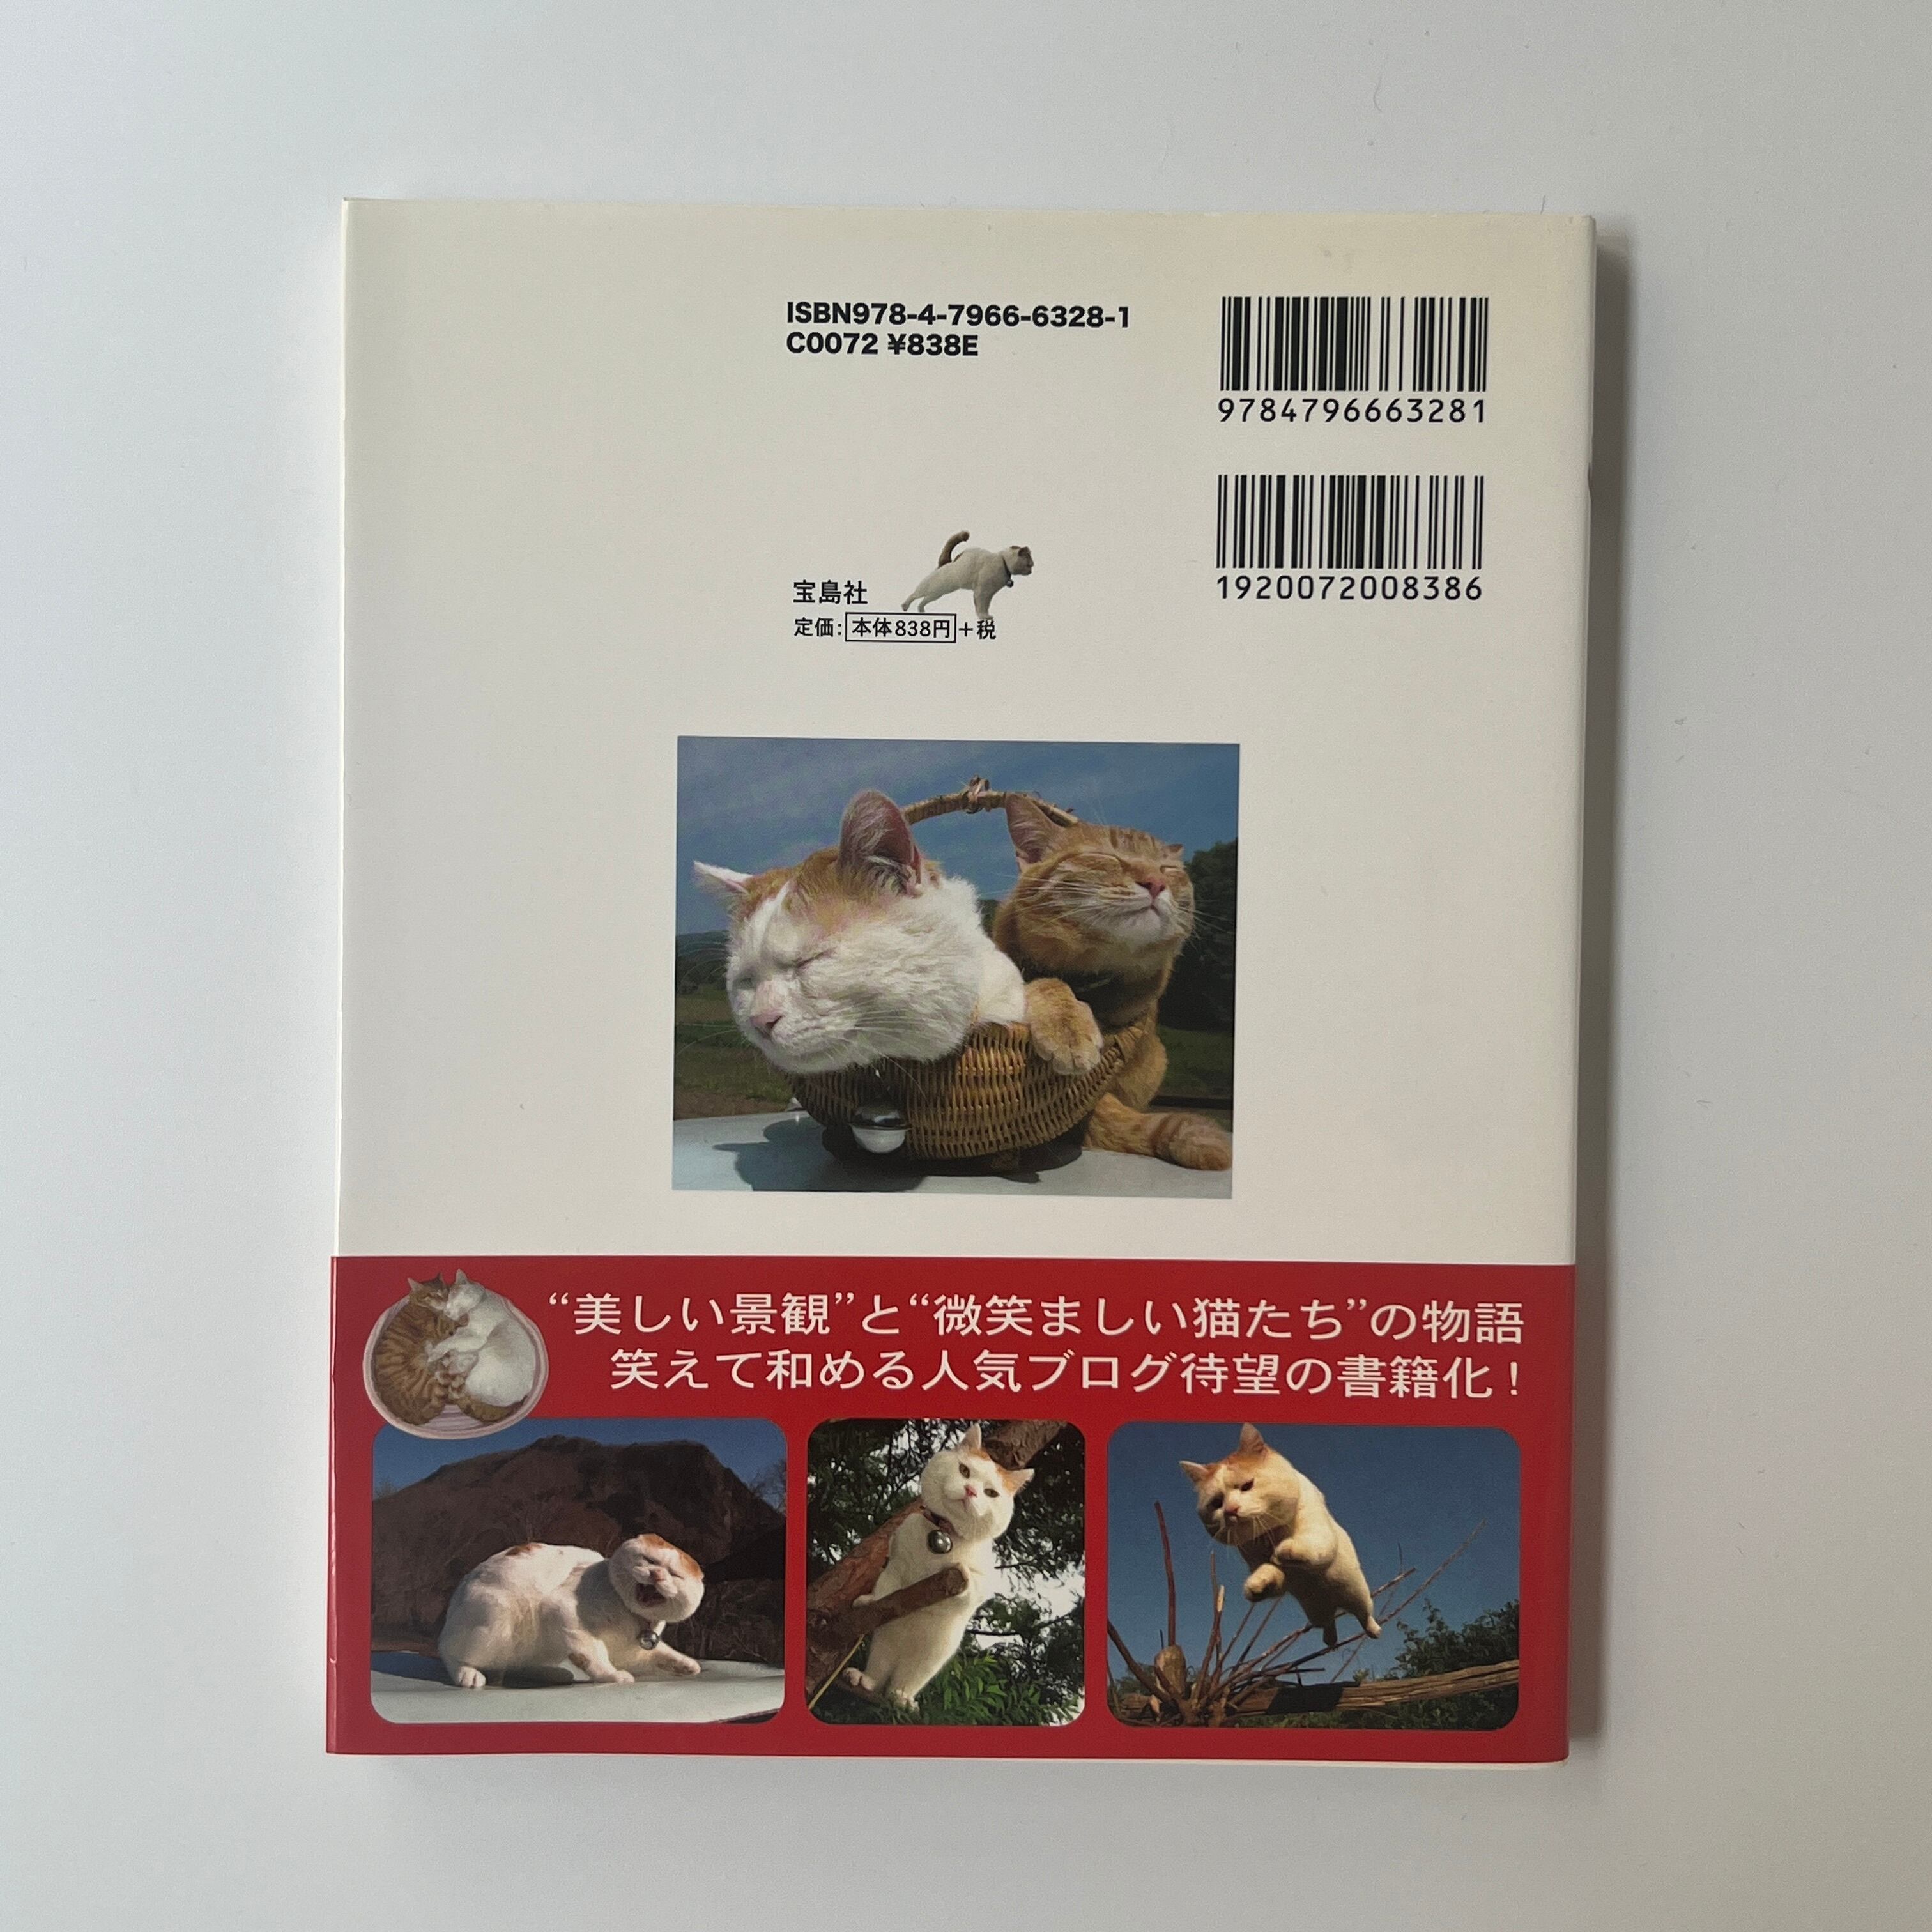 ISBN978-4-7966-6328-1
C0072 ¥838E
9784796663281
1920072008386
宝島社
定価:本体838円+税
“美しい景観”と“微笑ましい猫たち”の物語
笑えて和める人気ブログ待望の書籍化!